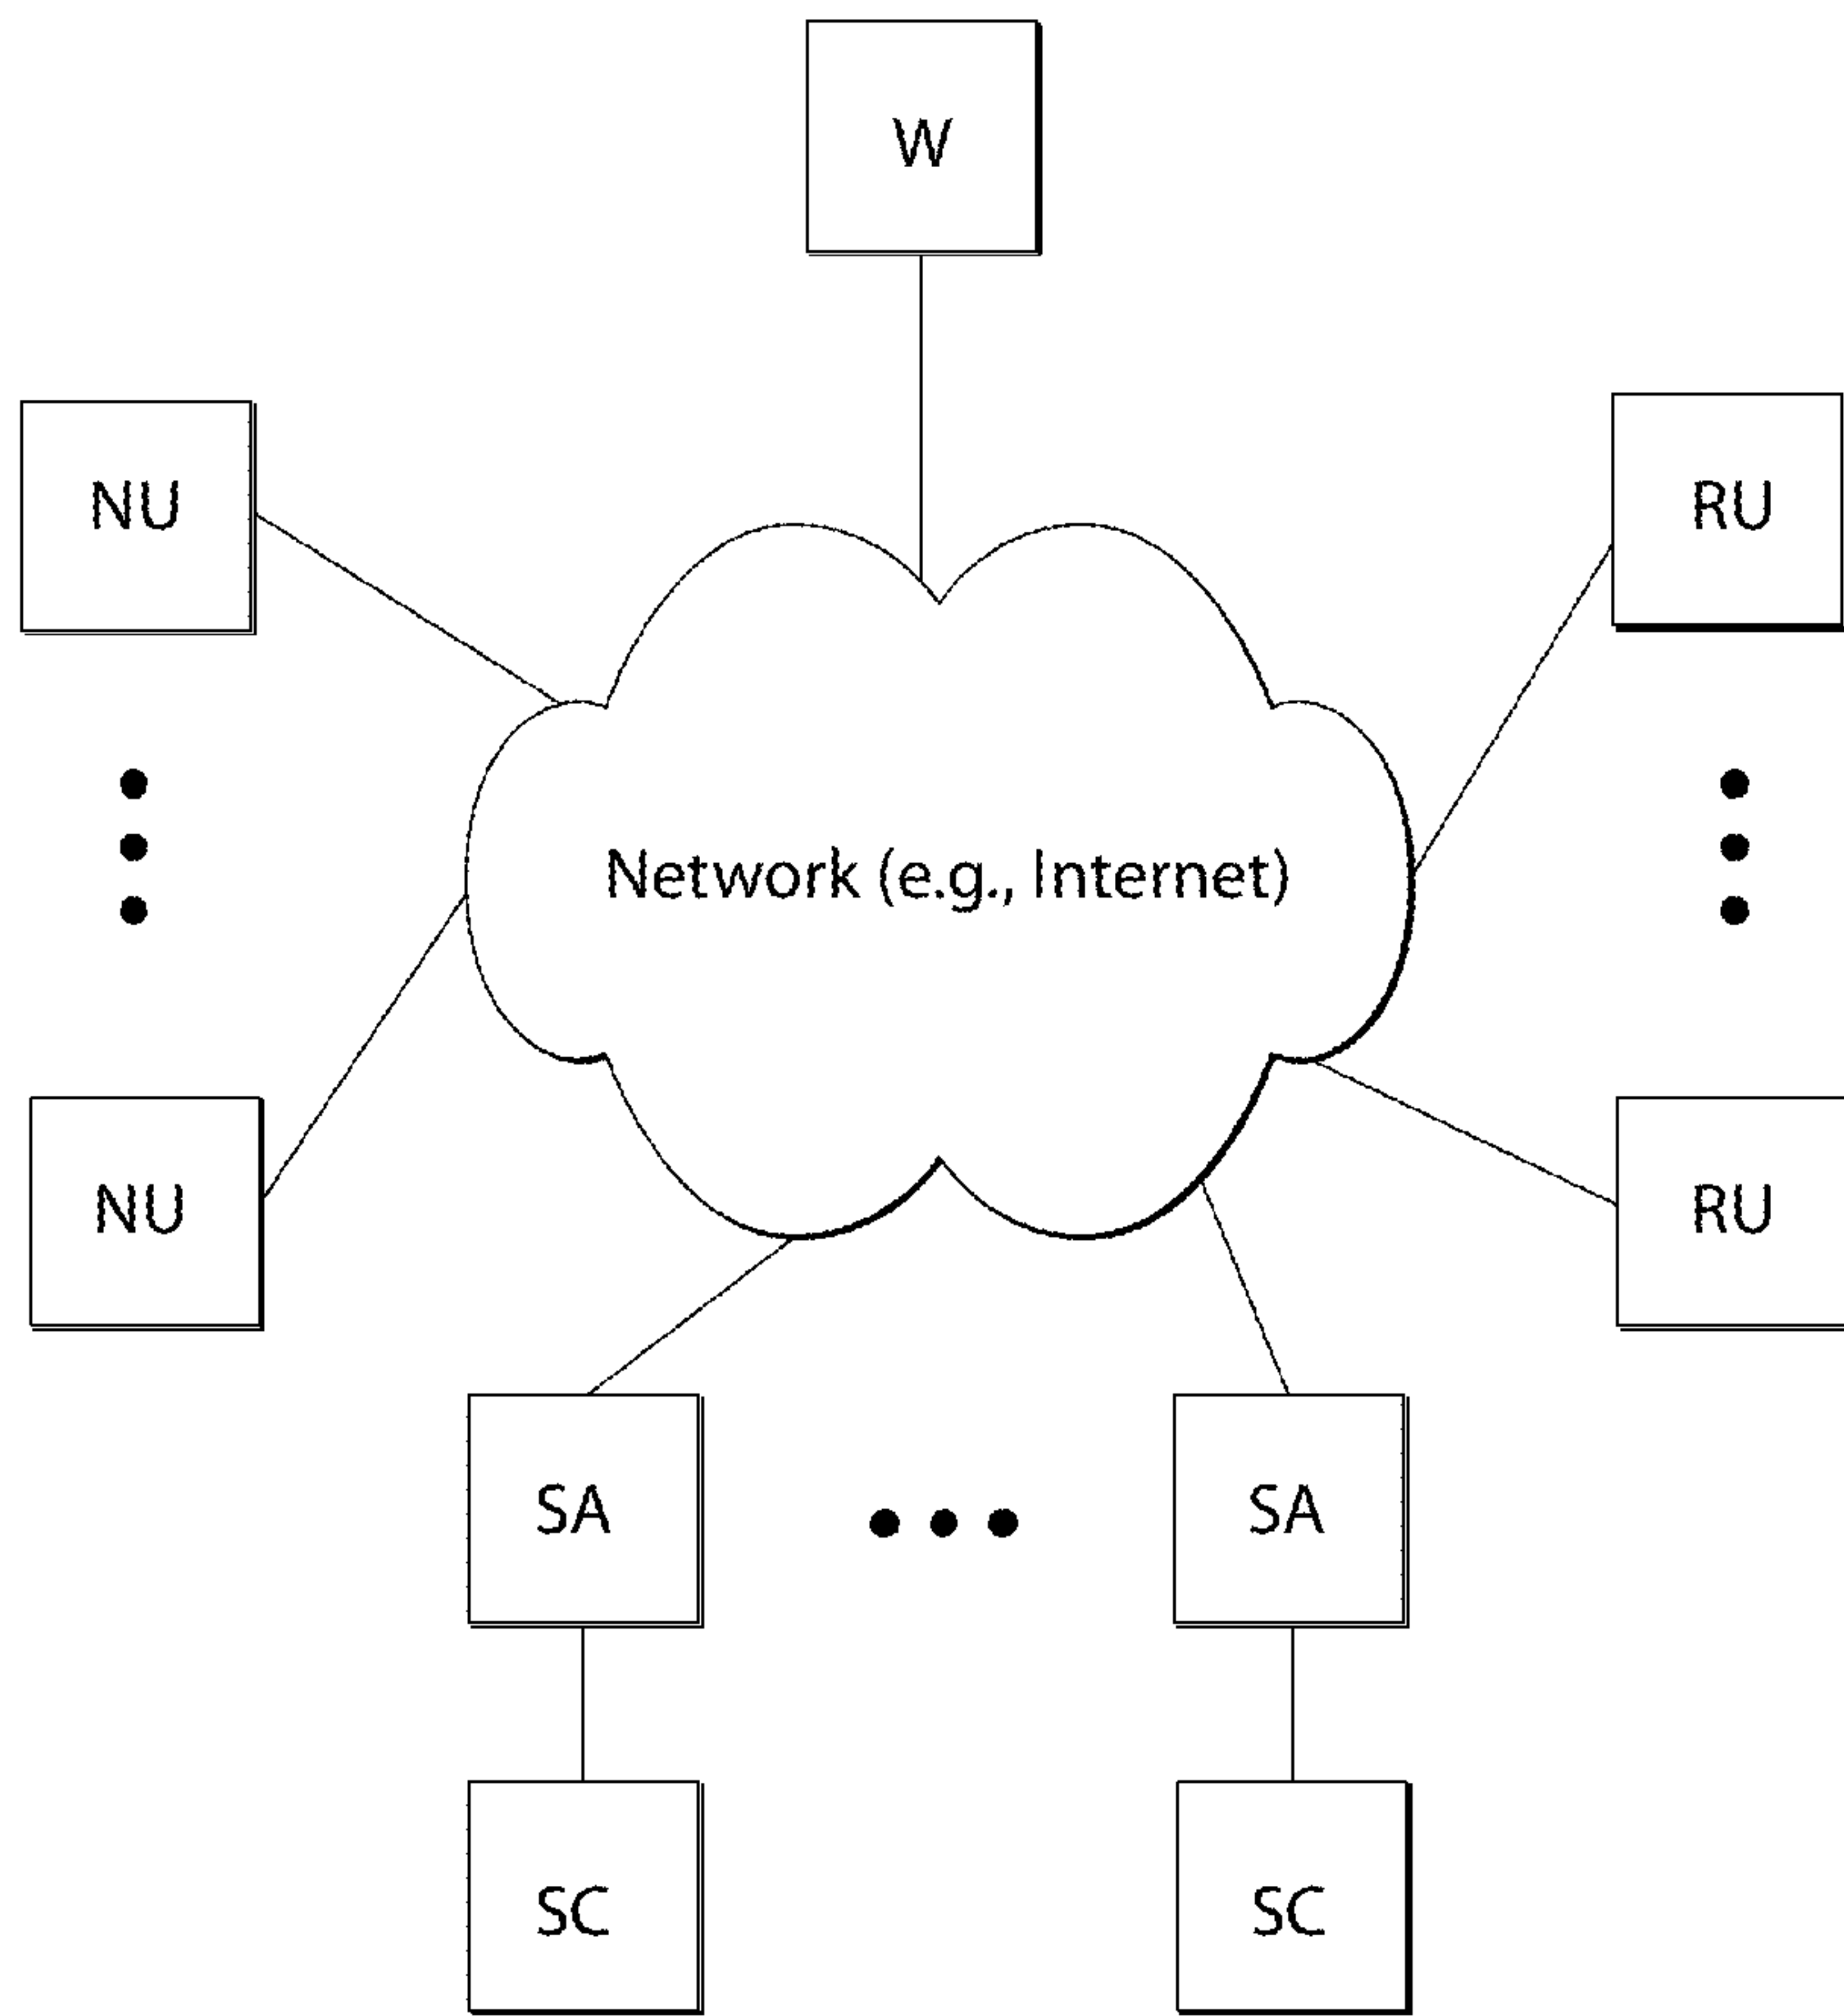 W
NU
RU
Network (e.g., Internet)
NU
RU
SA
SA
SC
SC